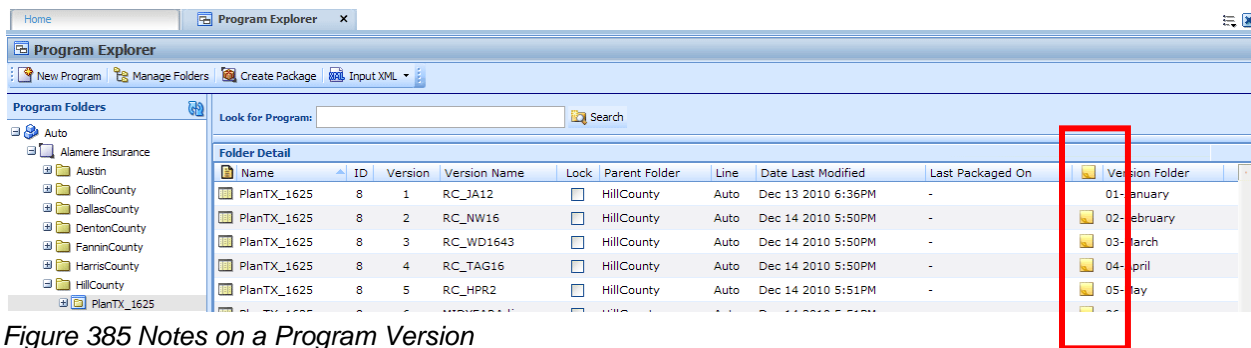 Home Program Explorer x
Program Explorer
New Program Manage Folders Create Package XML Input XML
Program Folders
Look for Program: Search
Auto
Alamere Insurance
Austin
CollinCounty
DallasCounty
DentonCounty
FanninCounty
HarrisCounty
HillCounty
PlanTX_1625
Folder Detail
Name ID Version Version Name Lock Parent Folder Line Date Last Modified Last Packaged On Version Folder
PlanTX_1625 8 1 RC_JA12 HillCounty Auto Dec 13 2010 6:36PM - 01-January
PlanTX_1625 8 2 RC_NW16 HillCounty Auto Dec 14 2010 5:50PM - 02-February
PlanTX_1625 8 3 RC_WD1643 HillCounty Auto Dec 14 2010 5:50PM - 03-March
PlanTX_1625 8 4 RC_TAG16 HillCounty Auto Dec 14 2010 5:50PM - 04-April
PlanTX_1625 8 5 RC_HPR2 HillCounty Auto Dec 14 2010 5:51PM - 05-May
Figure 385 Notes on a Program Version